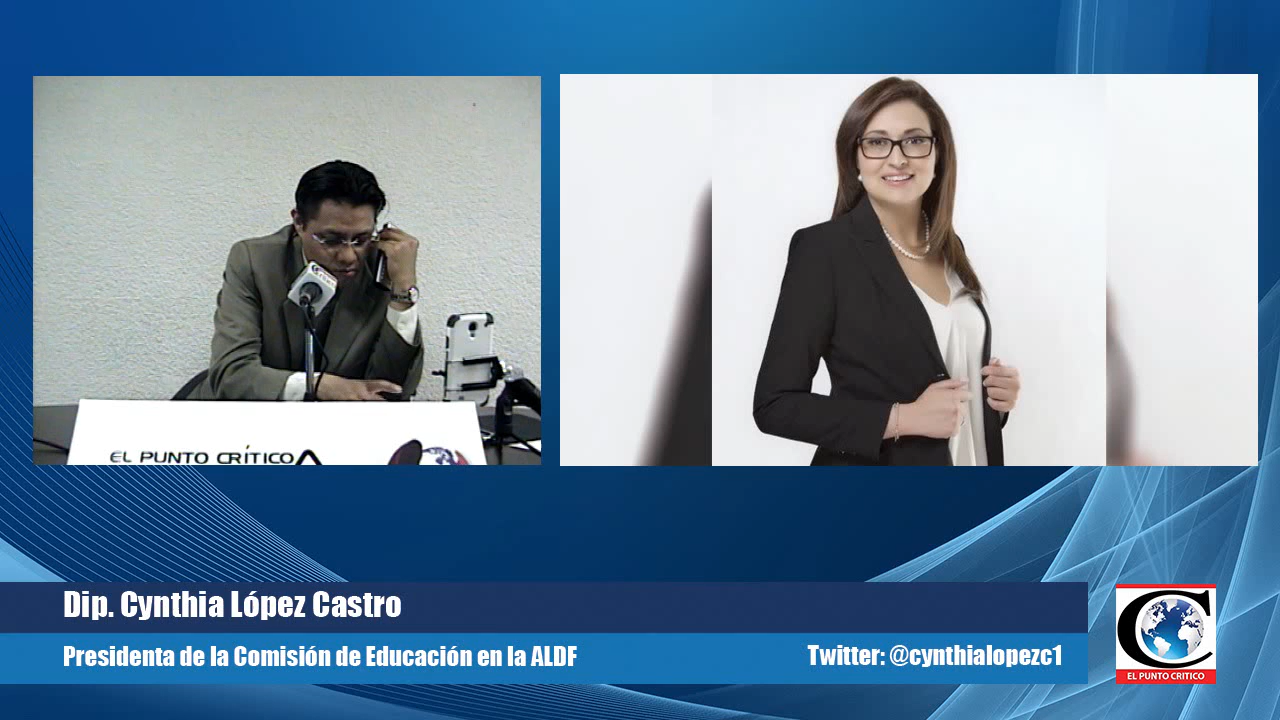 EL PUNTO CRÍTICO
Dip. Cynthia López Castro
Presidenta de la Comisión de Educación en la ALDF
Twitter: @cynthialopezc1
C
EL PUNTO CRITICO